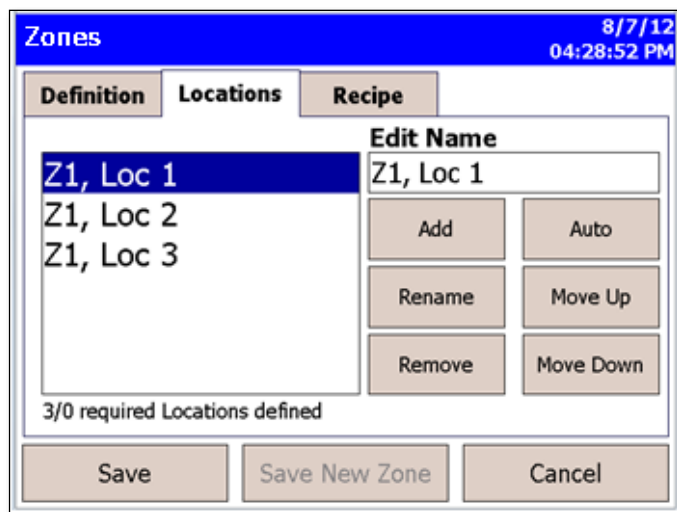 Zones
8/7/12
04:28:52 PM
Definition
Locations
Recipe
Edit Name
Z1, Loc 1
Z1, Loc 1
Z1, Loc 2
Z1, Loc 3
Add
Auto
Rename
Move Up
Remove
Move Down
3/0 required Locations defined
Save
Save New Zone
Cancel